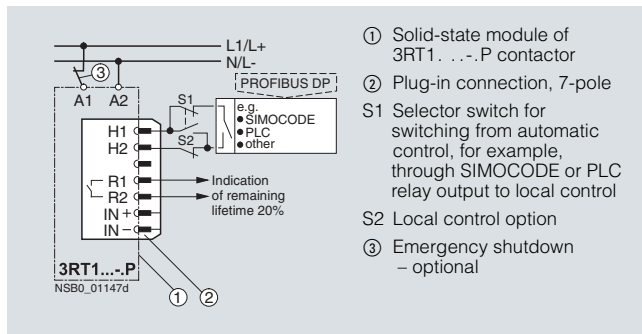 L1/L+
N/L-
③
A1 A2
PROFIBUS DP
S1
e.g.
● SIMOCODE
● PLC
● other
H1
H2
S2
R1
R2
IN +
IN −
Indication
of remaining
lifetime 20%
3RT1...-.P
NSB0_01147d
① ②
① Solid-state module of
3RT1. . .-.P contactor
② Plug-in connection, 7-pole
S1 Selector switch for
switching from automatic
control, for example,
through SIMOCODE or PLC
relay output to local control
S2 Local control option
③ Emergency shutdown
– optional